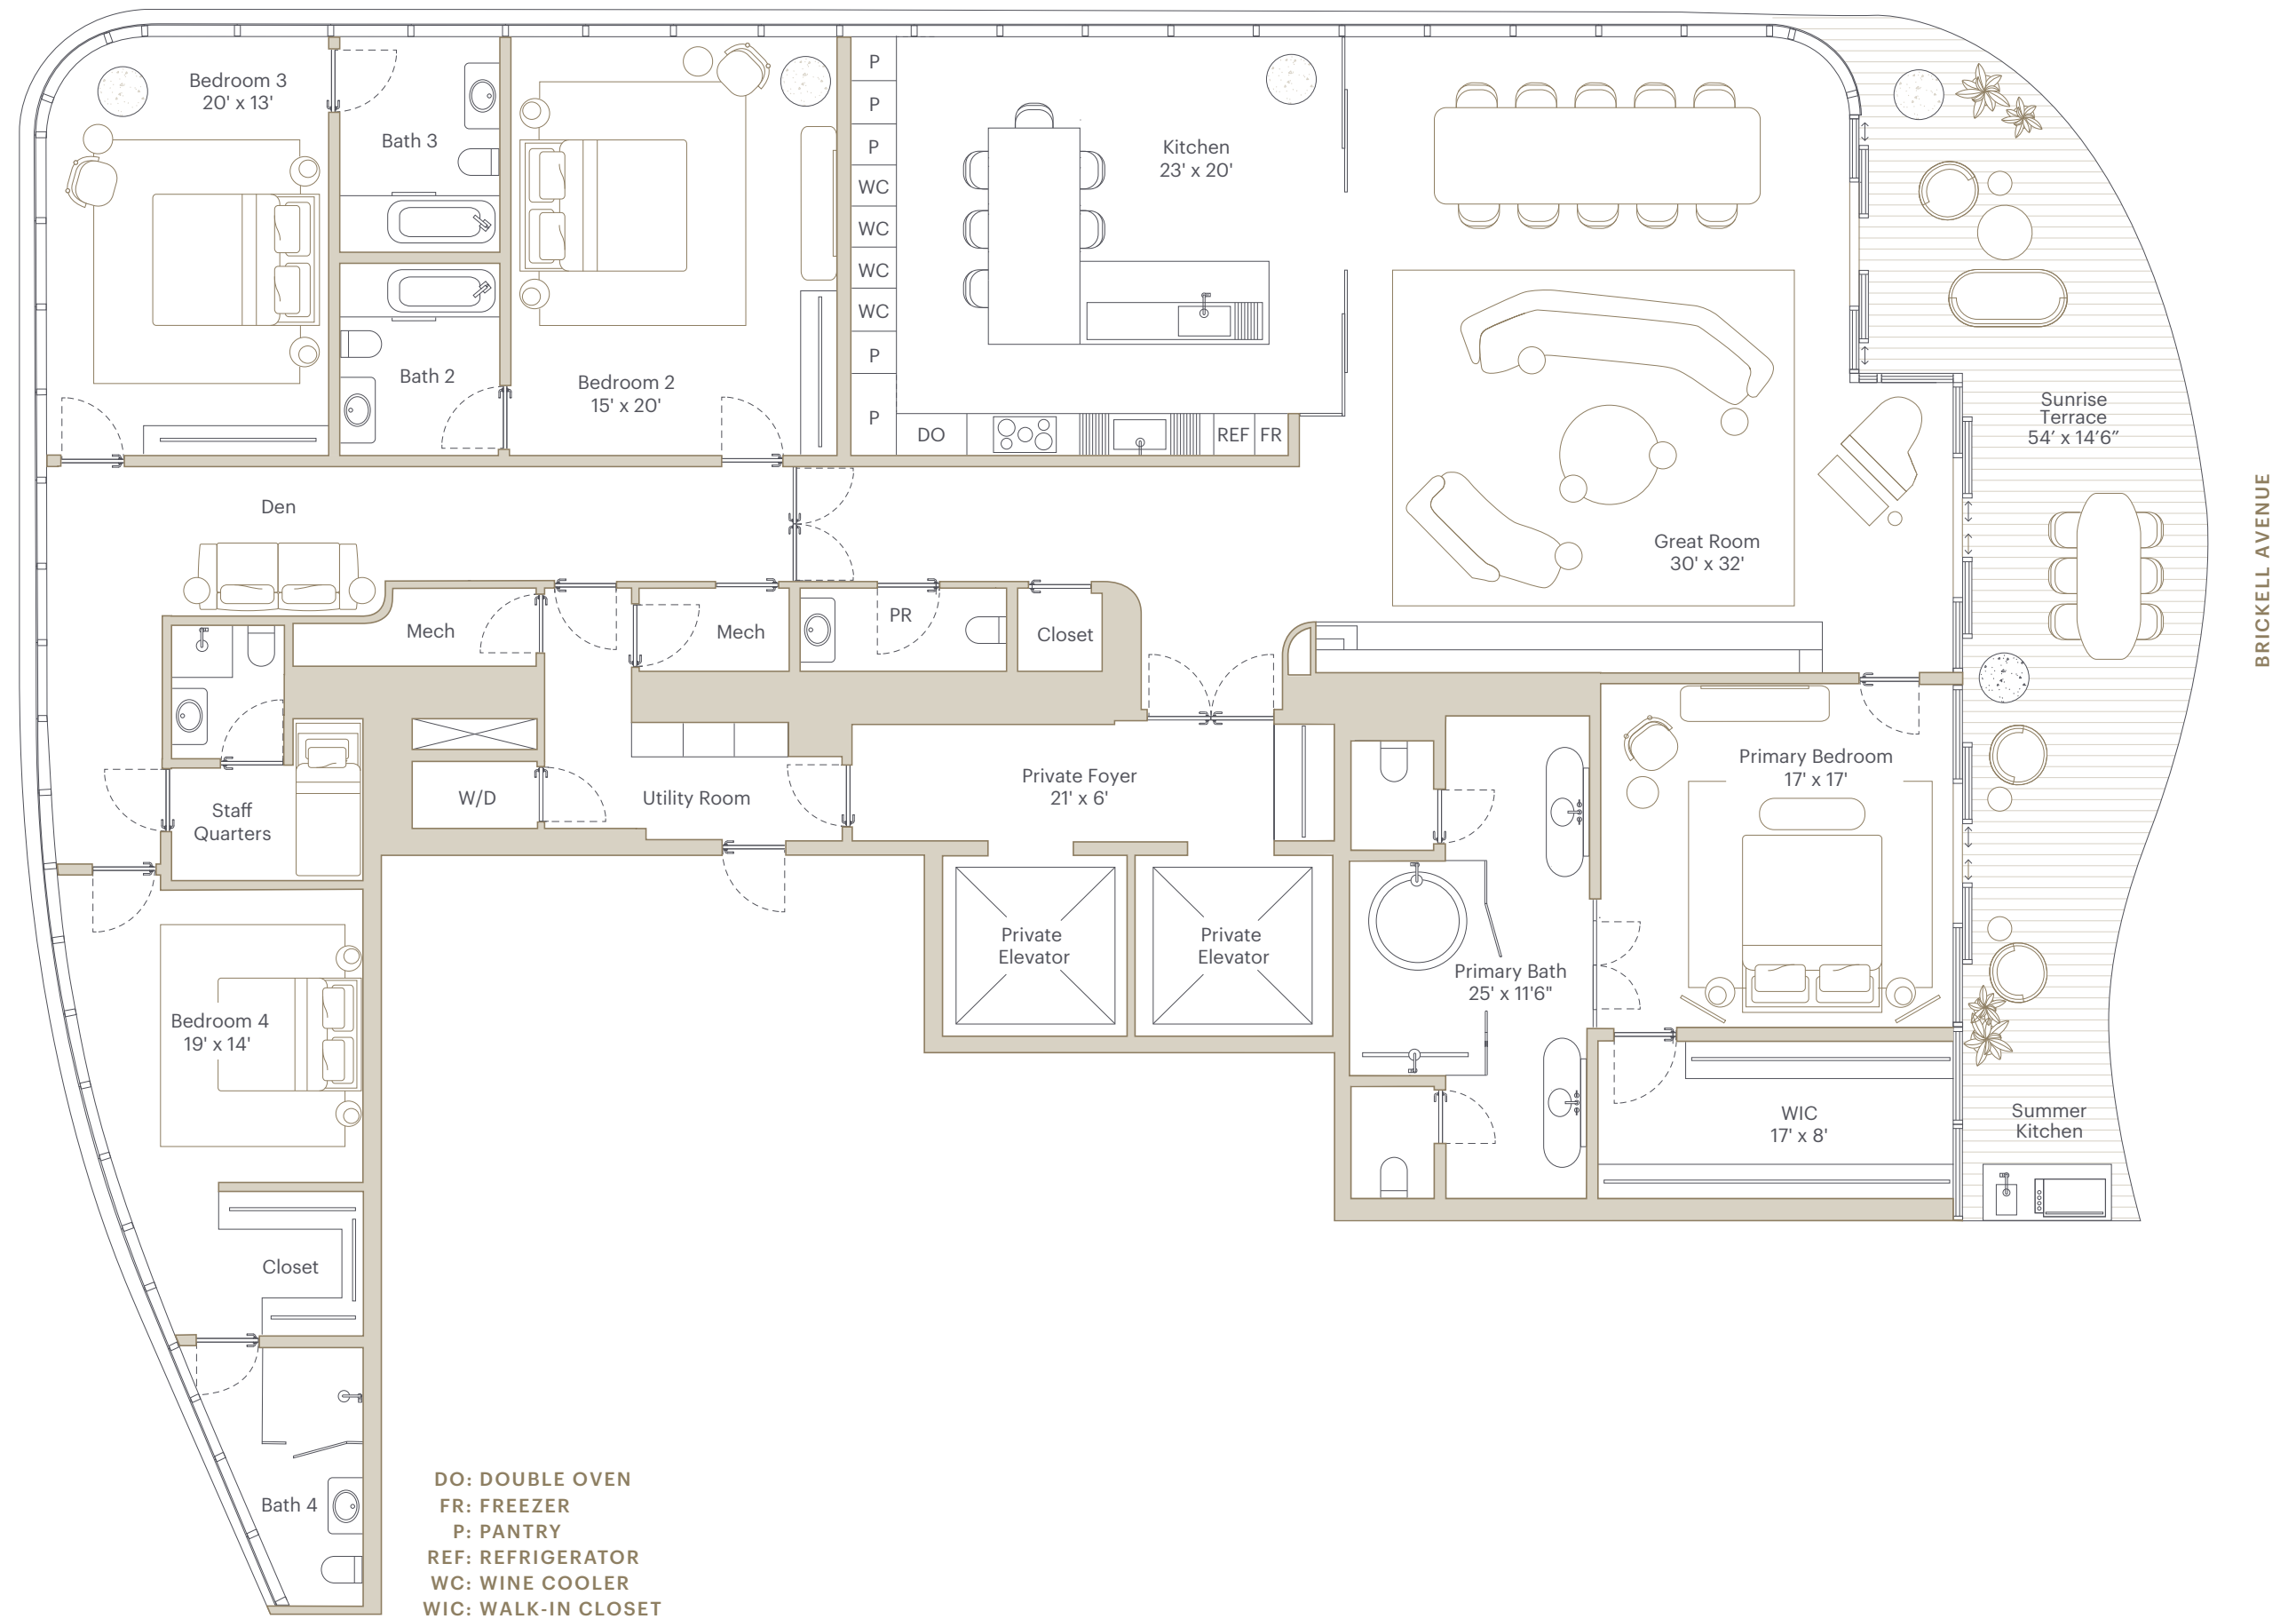 Bedroom 3
20' x 13'
Bath 3
Bath 2
Bedroom 2
15' x 20'
P
P
P
WC
WC
WC
WC
P
P
Kitchen
23' x 20'
DO
REF
FR
Great Room
30' x 32'
Sunrise
Terrace
54’ x 14’6”
BRICKELL AVENUE
Den
Mech
Mech
PR
Closet
Staff
Quarters
W/D
Utility Room
Private Foyer
21' x 6'
Private
Elevator
Private
Elevator
Primary Bedroom
17' x 17'
Primary Bath
25' x 11'6"
WIC
17' x 8'
Summer
Kitchen
Bedroom 4
19' x 14'
Closet
Bath 4
DO: DOUBLE OVEN
FR: FREEZER
P: PANTRY
REF: REFRIGERATOR
WC: WINE COOLER
WIC: WALK-IN CLOSET